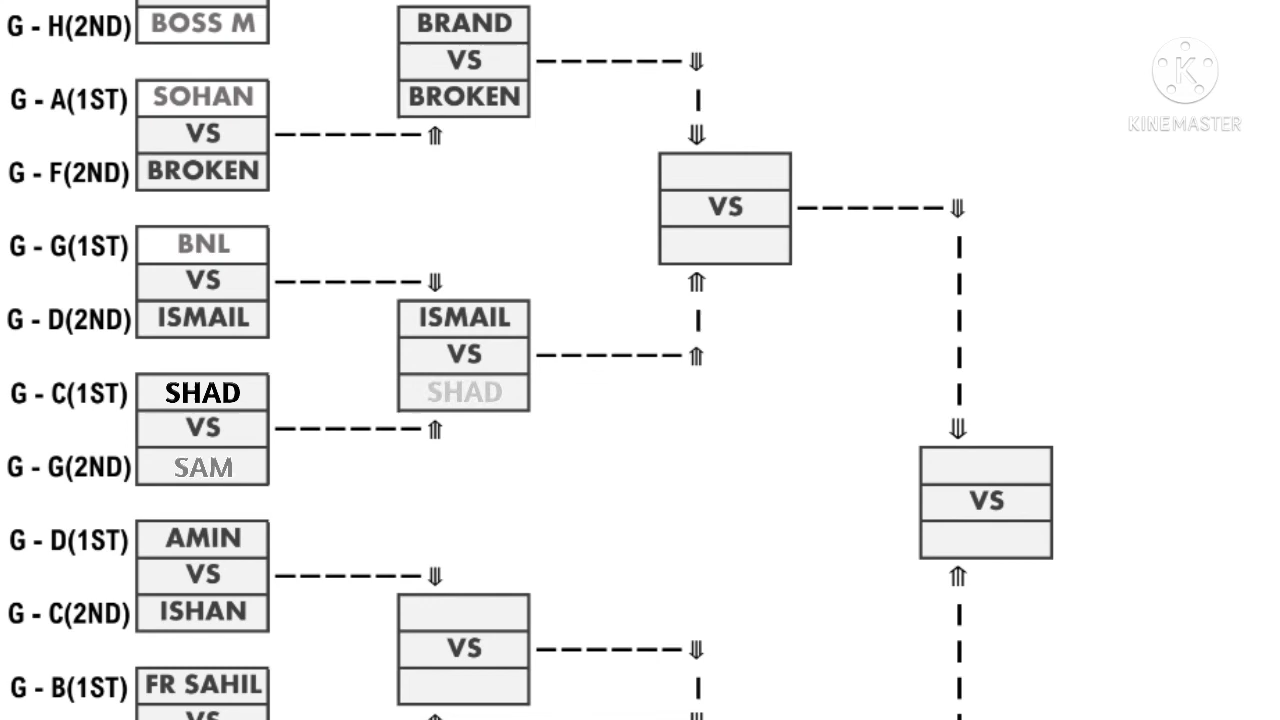 G - H(2ND) BOSS M
BRAND
VS
BROKEN
G - A(1ST) SOHAN
VS
G - F(2ND) BROKEN
KINEMASTER
VS
G - G(1ST) BNL
VS
G - D(2ND) ISMAIL
ISMAIL
VS
SHAD
G - C(1ST) SHAD
VS
G - G(2ND) SAM
VS
G - D(1ST) AMIN
VS
G - C(2ND) ISHAN
VS
G - B(1ST) FR SAHIL
VS